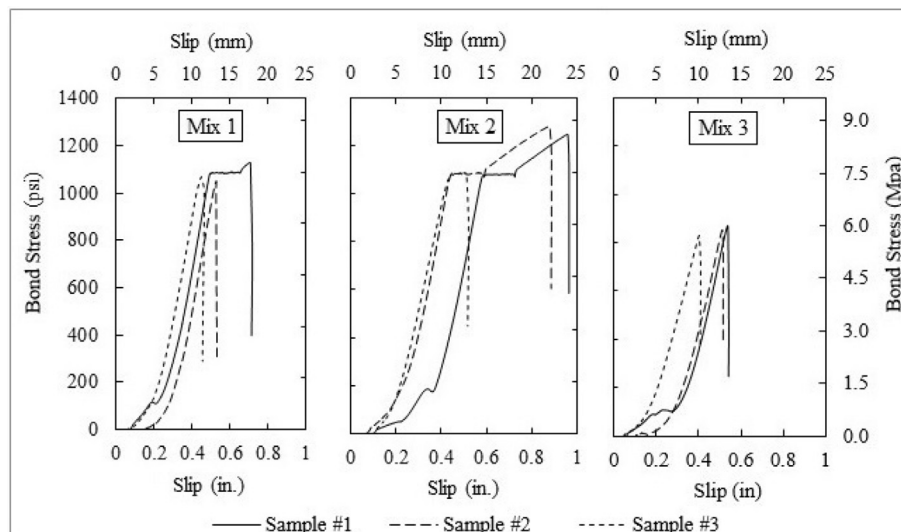 Slip (mm)
Slip (mm)
Slip (mm)
0 5 10 15 20 25
0 5 10 15 20 24
0 5 10 15 20 25
Bond Stress (psi)
1400
1200
1000
800
600
400
200
0
Mix 1
Mix 2
Mix 3
9.0
7.5
6.0
4.5
3.0
1.5
0.0
Bond Stress (Mpa)
0 0.2 0.4 0.6 0.8 1
0 0.2 0.4 0.6 0.8 1
0 0.2 0.4 0.6 0.8 1
Slip (in.)
Slip (in.)
Slip (in)
Sample #1
Sample #2
Sample #3